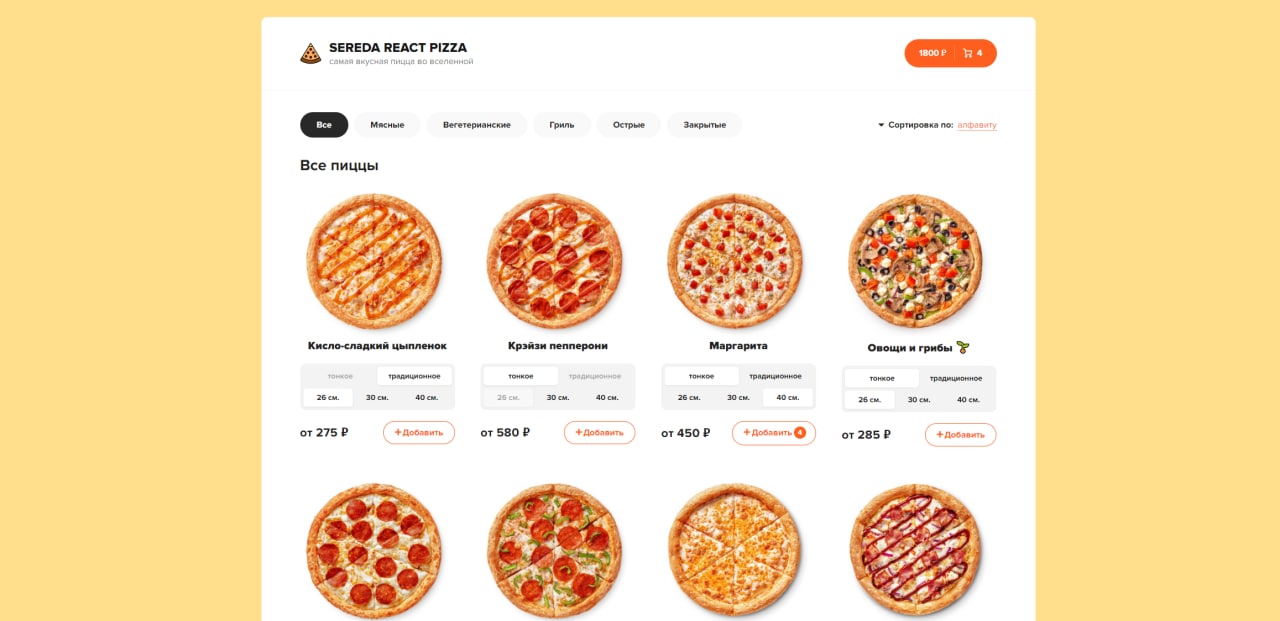 SEREDA REACT PIZZA
самая вкусная пицца во вселенной
1800 ₽ 4
Все Мясные Вегетерианские Гриль Острые Закрытые
Сортировка по: алфавиту
Все пиццы
Кисло-сладкий цыпленок
тонкое традиционное
26 см. 30 см. 40 см.
от 275 ₽ +Добавить
Крэйзи пепперони
тонкое традиционное
26 см. 30 см. 40 см.
от 580 ₽ +Добавить
Маргарита
тонкое традиционное
26 см. 30 см. 40 см.
от 450 ₽ +Добавить 4
Овощи и грибы
тонкое традиционное
26 см. 30 см. 40 см.
от 285 ₽ +Добавить